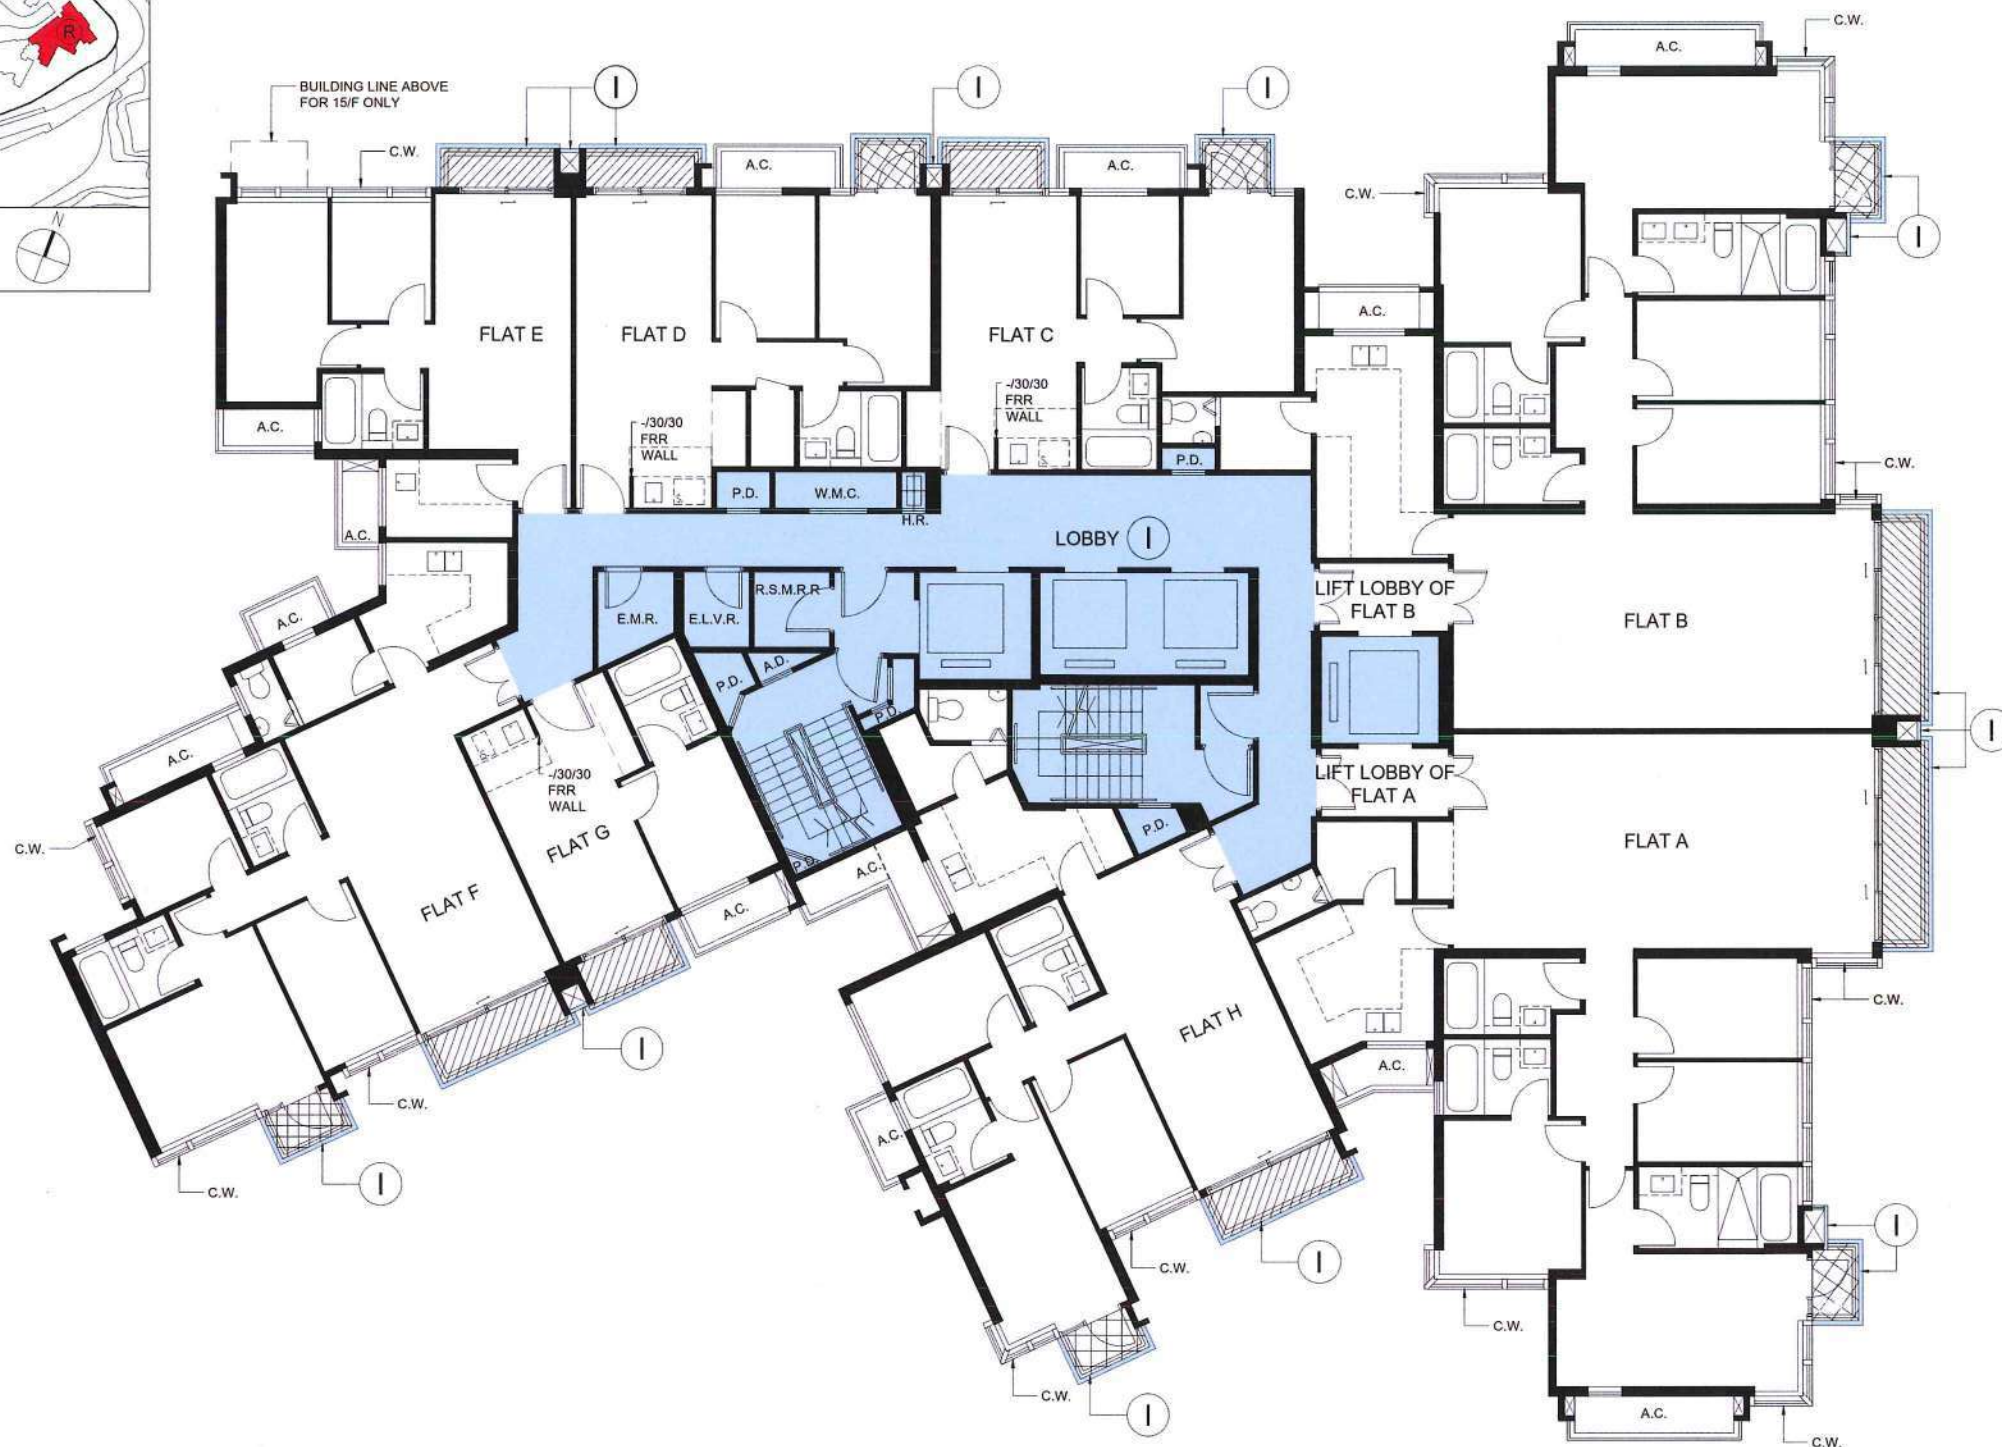 R
N
BUILDING LINE ABOVE
FOR 15/F ONLY
C.W.
I
I
I
A.C.
A.C.
A.C.
C.W.
C.W.
I
I
A.C.
FLAT E
FLAT D
FLAT C
-/30/30
FRR
WALL
-/30/30
FRR
WALL
A.C.
A.C.
P.D.
W.M.C.
H.R.
P.D.
C.W.
LOBBY
I
E.M.R.
E.L.V.R.
R.S.M.R.R.
P.D.
A.D.
P.D.
LIFT LOBBY OF
FLAT B
FLAT B
I
A.C.
A.C.
LIFT LOBBY OF
FLAT A
FLAT A
-/30/30
FRR
WALL
FLAT G
FLAT F
C.W.
P.D.
P.D.
A.C.
A.C.
FLAT H
C.W.
I
C.W.
C.W.
I
A.C.
A.C.
I
C.W.
C.W.
I
I
C.W.
I
A.C.
C.W.